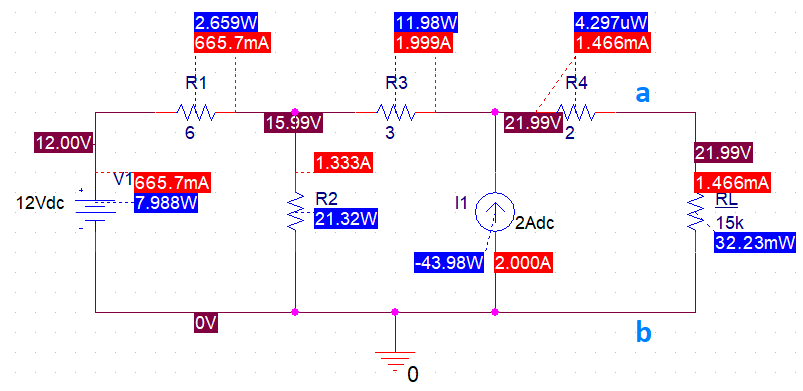 2.659W
665.7mA
R1
6
11.98W
1.999A
R3
3
4.297uW
1.466mA
R4
2
a
12.00V
15.99V
21.99V
21.99V
V1
12Vdc
665.7mA
7.988W
1.333A
R2
21.32W
I1
2Adc
-43.98W
2.000A
1.466mA
RL
15k
32.23mW
0V
b
0